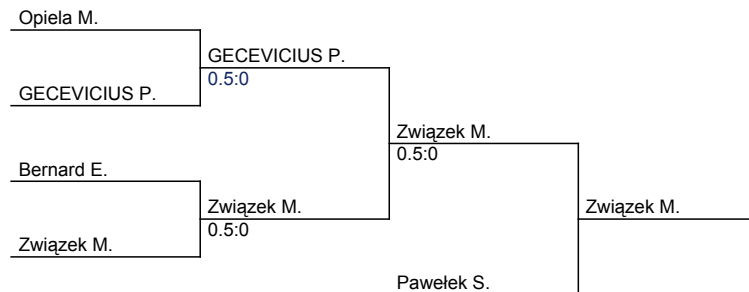 Opiela M.
GECEVICIUS P.
0.5:0
GECEVICIUS P.
Związek M.
0.5:0
Bernard E.
Związek M.
Związek M.
0.5:0
Związek M.
Pawełek S.